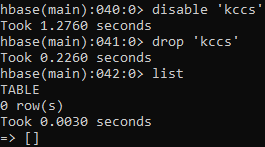 hbase(main):040:0> disable 'kccs'
Took 1.2760 seconds
hbase(main):041:0> drop 'kccs'
Took 0.2260 seconds
hbase(main):042:0> list
TABLE
0 row(s)
Took 0.0030 seconds
=> []